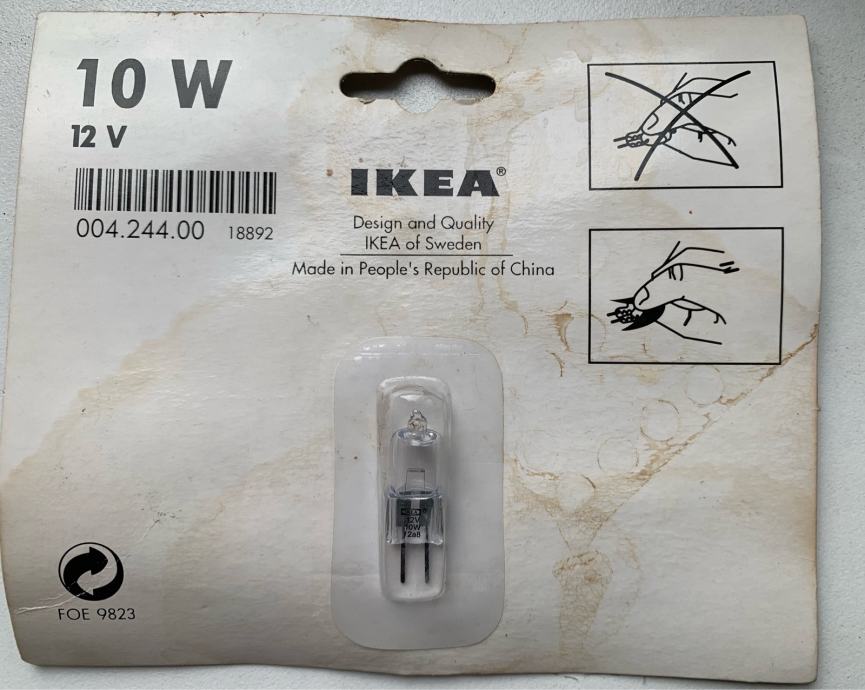 10 W
12 V
004.244.00 18892
IKEA®
Design and Quality
IKEA of Sweden
Made in People's Republic of China
IKEA®
12V
10W
FOE 9823